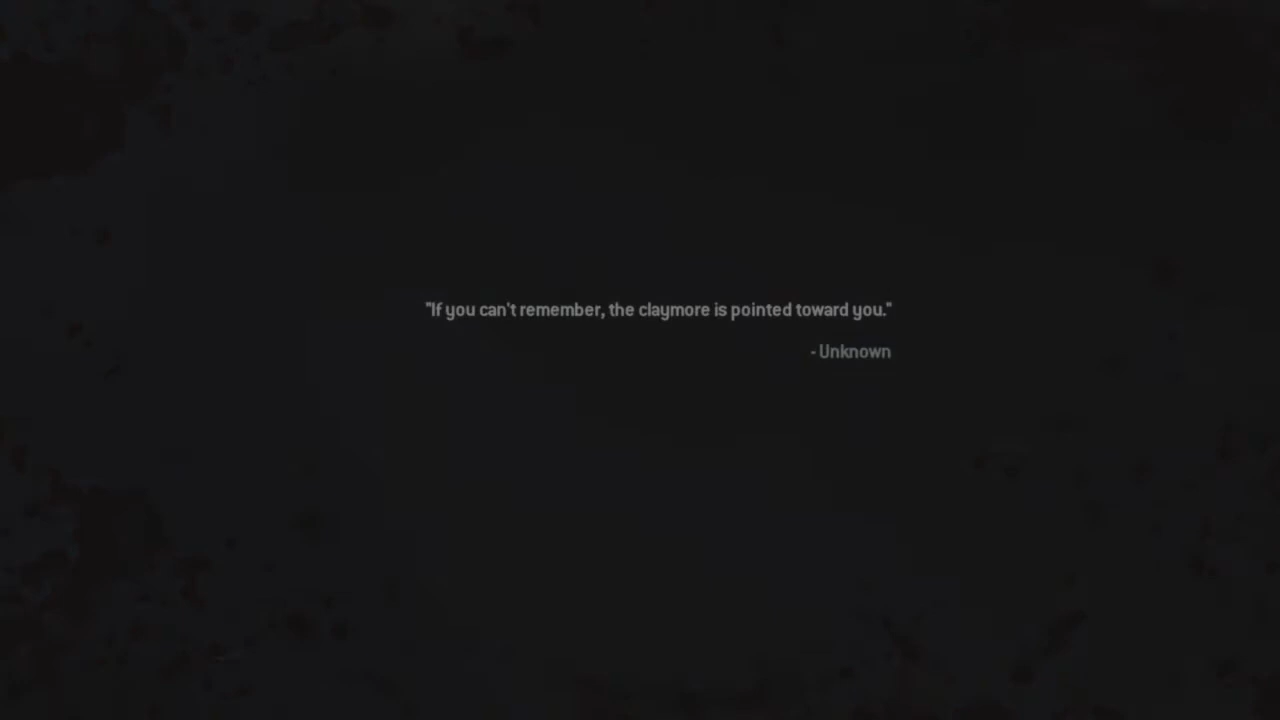 "If you can't remember, the claymore is pointed toward you."
- Unknown